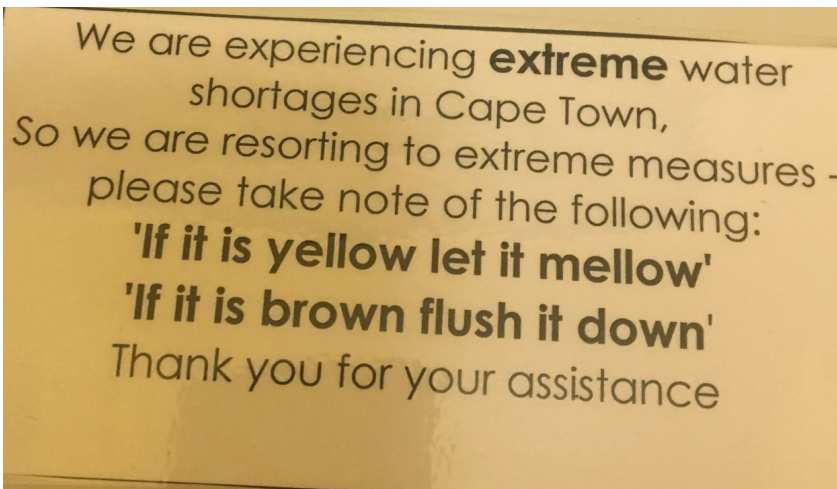 We are experiencing extreme water
shortages in Cape Town,
So we are resorting to extreme measures -
please take note of the following:
'If it is yellow let it mellow'
'If it is brown flush it down'
Thank you for your assistance